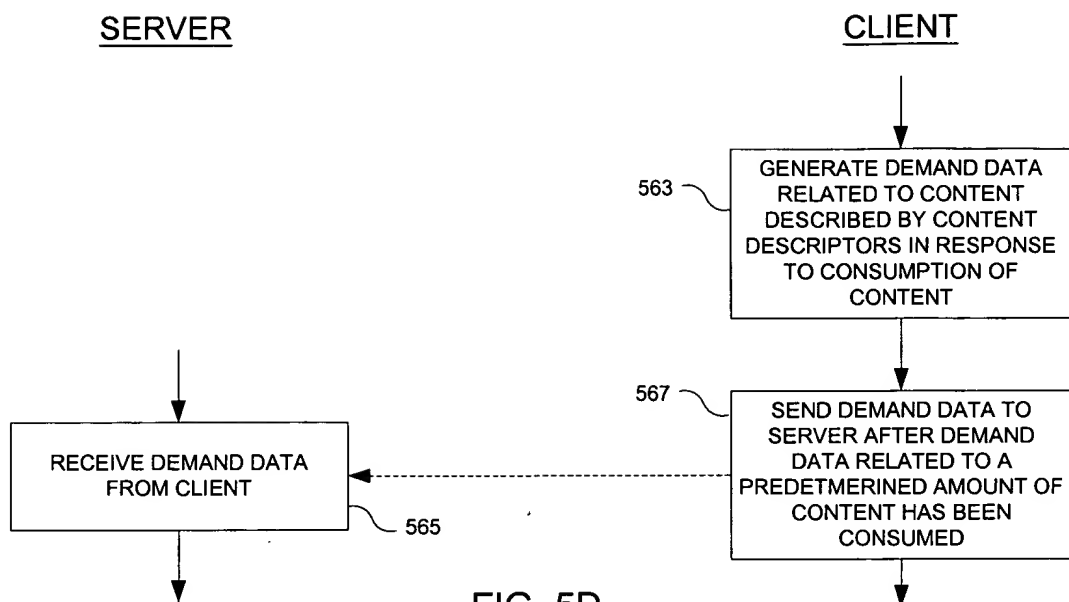 SERVER
CLIENT
563
GENERATE DEMAND DATA
RELATED TO CONTENT
DESCRIBED BY CONTENT
DESCRIPTORS IN RESPONSE
TO CONSUMPTION OF
CONTENT
567
SEND DEMAND DATA TO
SERVER AFTER DEMAND
DATA RELATED TO A
PREDETMERINED AMOUNT OF
CONTENT HAS BEEN
CONSUMED
RECEIVE DEMAND DATA
FROM CLIENT
565
FIG. 5D